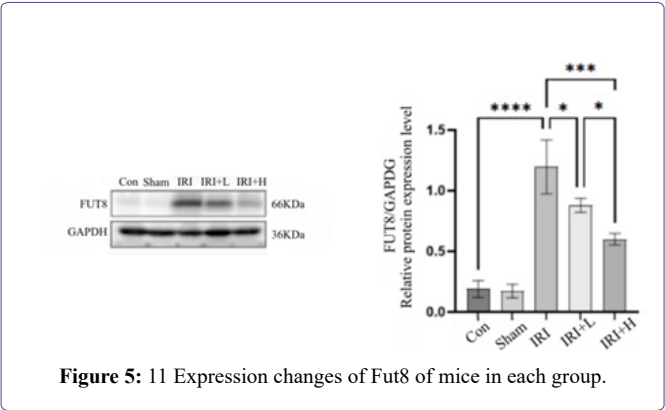 Con Sham IRI IRI+L IRI+H
FUT8
66KDa
GAPDH
36KDa
***
****
*
*
FUT8/GAPDG
Relative protein expression level
1.5
1.0
0.5
0.0
Con
Sham
IRI
IRI+L
IRI+H
Figure 5: 11 Expression changes of Fut8 of mice in each group.